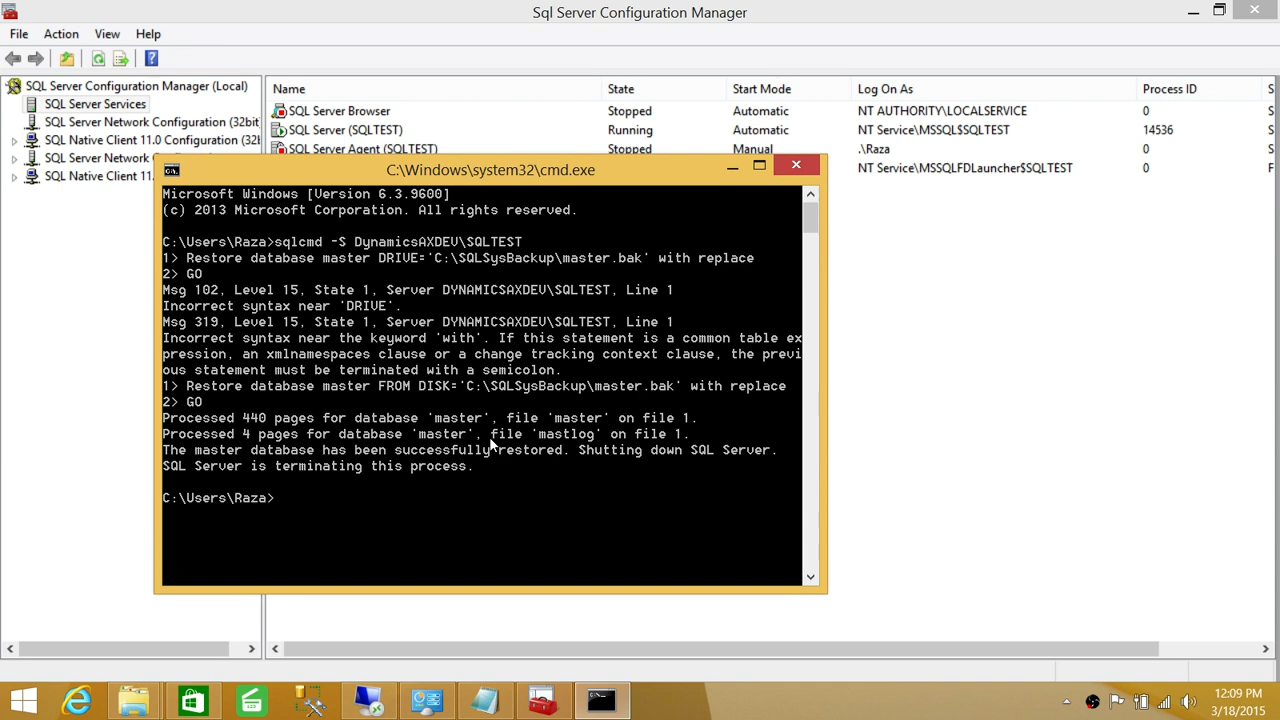 Sql Server Configuration Manager
File Action View Help
SQL Server Configuration Manager (Local)
SQL Server Services
SQL Server Network Configuration (32bit
SQL Native Client 11.0 Configuration (32bi
SQL Server Network
SQL Native Client 11.
Name State Start Mode Log On As Process ID S
SQL Server Browser Stopped Automatic NT AUTHORITY\LOCALSERVICE 0 S
SQL Server (SQLTEST) Running Automatic NT Service\MSSQL$SQLTEST 14536 S
SQL Server Agent (SQLTEST) Stopped Manual .\Raza 0 S
NT Service\MSSQLFDLauncher$SQLTEST 0 F
C:\Windows\system32\cmd.exe
Microsoft Windows [Version 6.3.9600]
(c) 2013 Microsoft Corporation. All rights reserved.
C:\Users\Raza>sqlcmd -S DynamicsAXDEV\SQLTEST
1> Restore database master DRIVE='C:\SQLSysBackup\master.bak' with replace
2> GO
Msg 102, Level 15, State 1, Server DYNAMICSAXDEV\SQLTEST, Line 1
Incorrect syntax near 'DRIVE'.
Msg 319, Level 15, State 1, Server DYNAMICSAXDEV\SQLTEST, Line 1
Incorrect syntax near the keyword 'with'. If this statement is a common table ex
pression, an xmlnamespaces clause or a change tracking context clause, the previ
ous statement must be terminated with a semicolon.
1> Restore database master FROM DISK='C:\SQLSysBackup\master.bak' with replace
2> GO
Processed 440 pages for database 'master', file 'master' on file 1.
Processed 4 pages for database 'master', file 'mastlog' on file 1.
The master database has been successfully restored. Shutting down SQL Server.
SQL Server is terminating this process.
C:\Users\Raza>
12:09 PM
3/18/2015